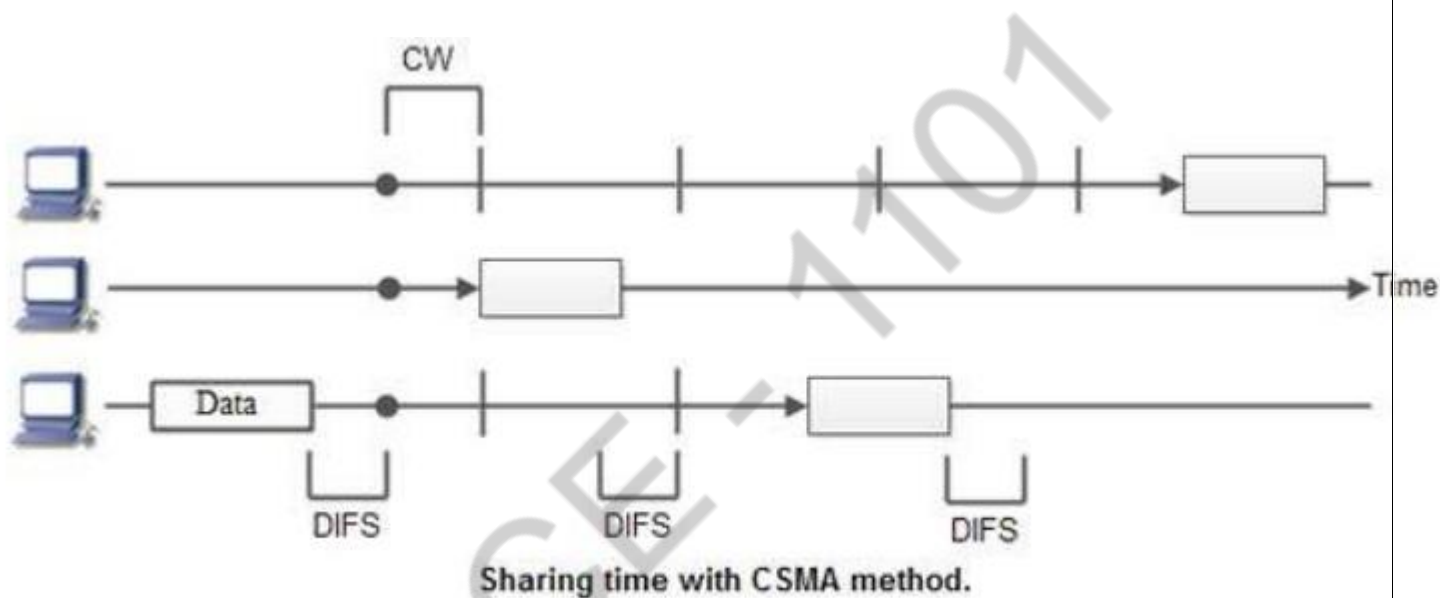 CW
Time
Data
DIFS
DIFS
DIFS
Sharing time with CSMA method.
CE - 1101